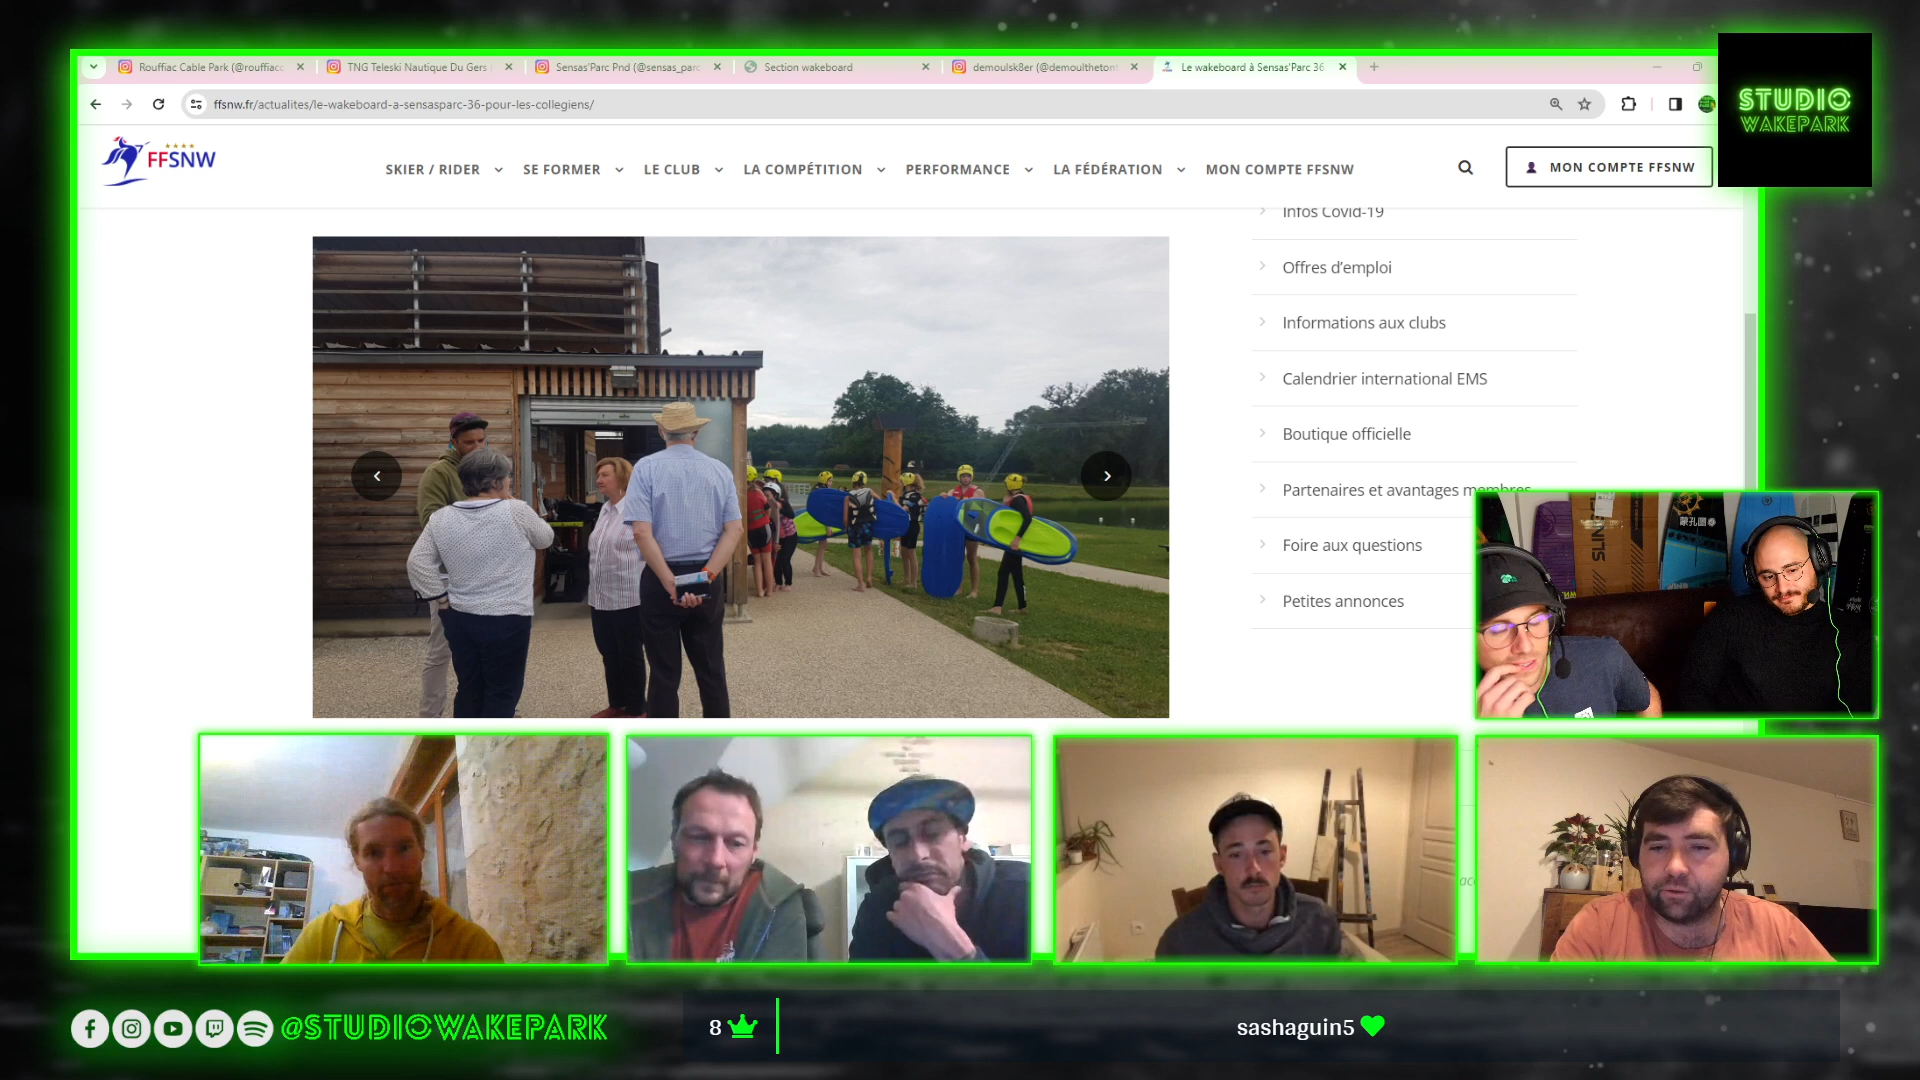 Rouffiac Cable Park (@rouffiacc
TNG Teleski Nautique Du Gers
Sensas'Parc Pnd (@sensas_parc
Section wakeboard
demoulsk8er (@demoulthetont
Le wakeboard à Sensas'Parc 36
ffsnw.fr/actualites/le-wakeboard-a-sensasparc-36-pour-les-collegiens/
STUDIO
WAKEPARK
FFSNW
SKIER / RIDER
SE FORMER
LE CLUB
LA COMPÉTITION
PERFORMANCE
LA FÉDÉRATION
MON COMPTE FFSNW
MON COMPTE FFSNW
Infos Covid-19
Offres d'emploi
Informations aux clubs
Calendrier international EMS
Boutique officielle
Partenaires et avantages membres
Foire aux questions
Petites annonces
@STUDIOWAKEPARK
8
sashaguin5